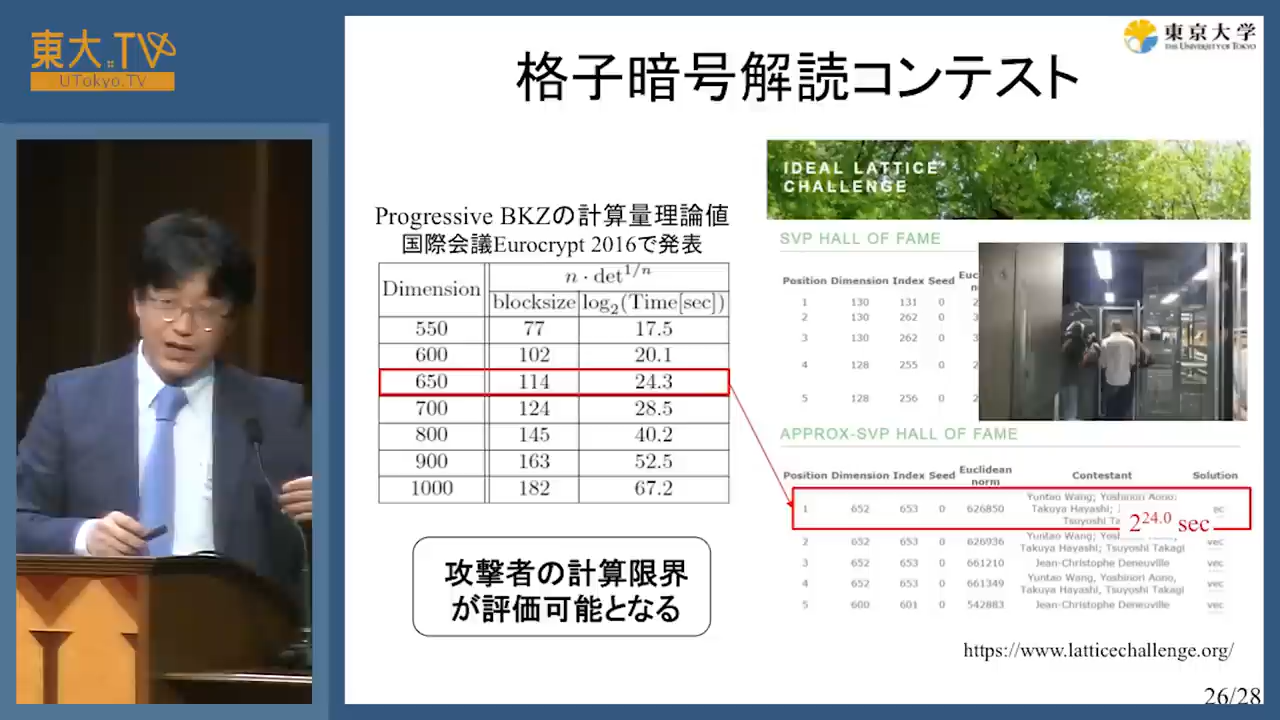 東大.TV
UTokyo.TV
東京大学
THE UNIVERSITY OF TOKYO
格子暗号解読コンテスト
Progressive BKZの計算量理論値
国際会議Eurocrypt 2016で発表
Dimension n · det^{1/n}
blocksize log₂(Time[sec])
550 77 17.5
600 102 20.1
650 114 24.3
700 124 28.5
800 145 40.2
900 163 52.5
1000 182 67.2
攻撃者の計算限界
が評価可能となる
IDEAL LATTICE
CHALLENGE
SVP HALL OF FAME
Position Dimension Index Seed
1 130 131 0
2 130 262 0
3 130 262 0
4 128 255 0
5 128 256 0
APPROX-SVP HALL OF FAME
Position Dimension Index Seed Euclidean norm Contestant Solution
1 652 653 0 626850 Yuntao Wang; Yoshinori Aono;
Takuya Hayashi;
Tsuyoshi
2^{24.0} sec
2 652 653 0 626936 Yuntao Wang;
Takuya Hayashi; Tsuyoshi Takagi vec
3 652 653 0 661210 Jean-Christophe Deneuville vec
4 652 653 0 661349 Yuntao Wang, Yoshinori Aono,
Takuya Hayashi, Tsuyoshi Takagi vec
5 600 601 0 542883 Jean-Christophe Deneuville vec
https://www.latticechallenge.org/
26/28